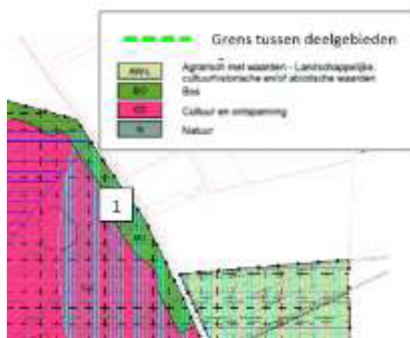 Grens tussen deelgebieden
Agrarisch met waarden - Landschappelijke,
cultuurhistorische en/of abiotische waarden
Bos
Cultuur en ontspanning
Natuur
1